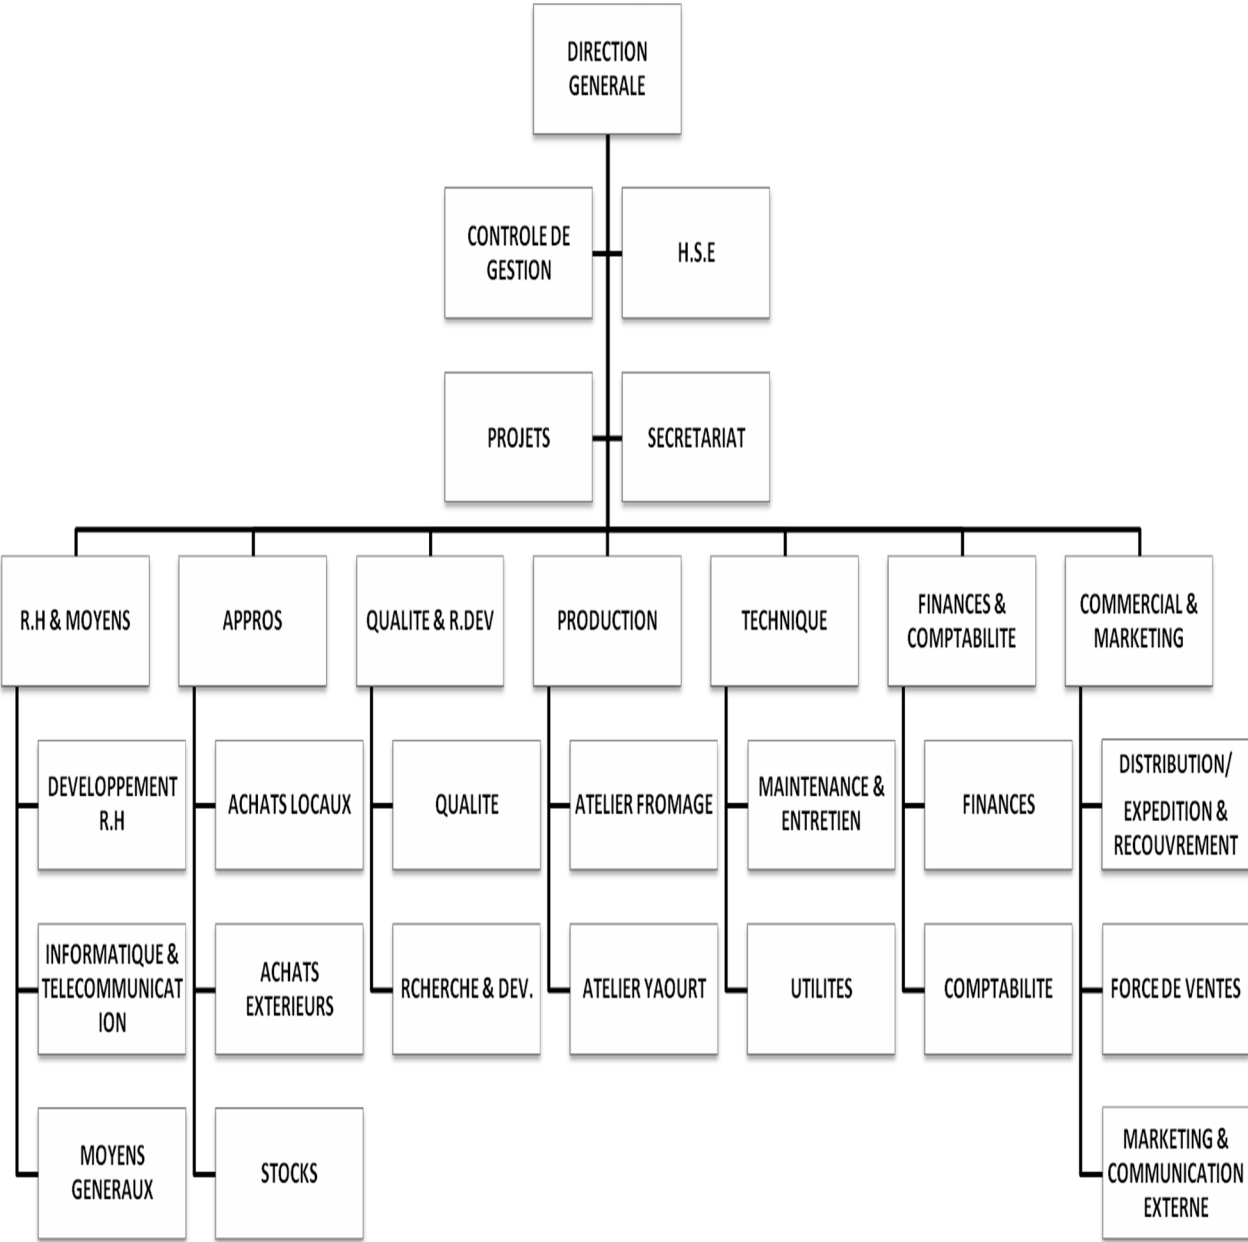 DIRECTION
GENERALE
CONTROLE DE
GESTION
H.S.E
PROJETS
SECRETARIAT
R.H & MOYENS
APPROS
QUALITE & R.DEV
PRODUCTION
TECHNIQUE
FINANCES &
COMPTABILITE
COMMERCIAL &
MARKETING
DEVELOPPEMENT
R.H
ACHATS LOCAUX
QUALITE
ATELIER FROMAGE
MAINTENANCE &
ENTRETIEN
FINANCES
DISTRIBUTION/
EXPEDITION &
RECOUVREMENT
INFORMATIQUE &
TELECOMMUNICAT
ION
ACHATS
EXTERIEURS
RCHERCHE & DEV.
ATELIER YAOURT
UTILITES
COMPTABILITE
FORCE DE VENTES
MOYENS
GENERAUX
STOCKS
MARKETING &
COMMUNICATION
EXTERNE